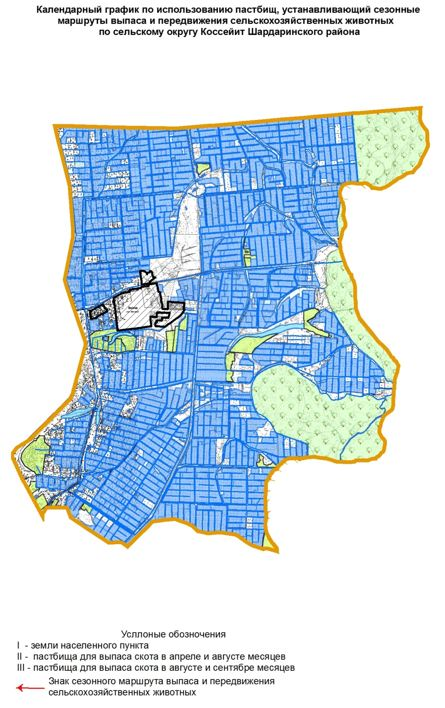 Календарный график по использованию пастбищ, устанавливающий сезонные
маршруты выпаса и передвижения сельскохозяйственных животных
по сельскому округу Коссейит Шардаринского района
Усллоные обозначения
I - земли населенного пункта
II - пастбища для выпаса скота в апреле и августе месяцев
III - пастбища для выпаса скота в августе и сентябре месяцев
Знак сезонного маршрута выпаса и передвижения
сельскохозяйственных животных